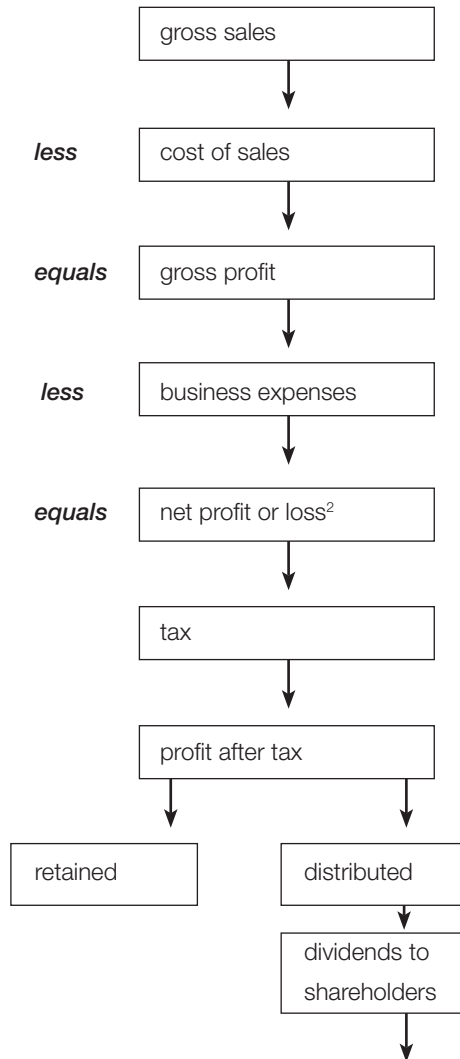 gross sales
less cost of sales
equals gross profit
less business expenses
equals net profit or loss²
tax
profit after tax
retained distributed
dividends to
shareholders